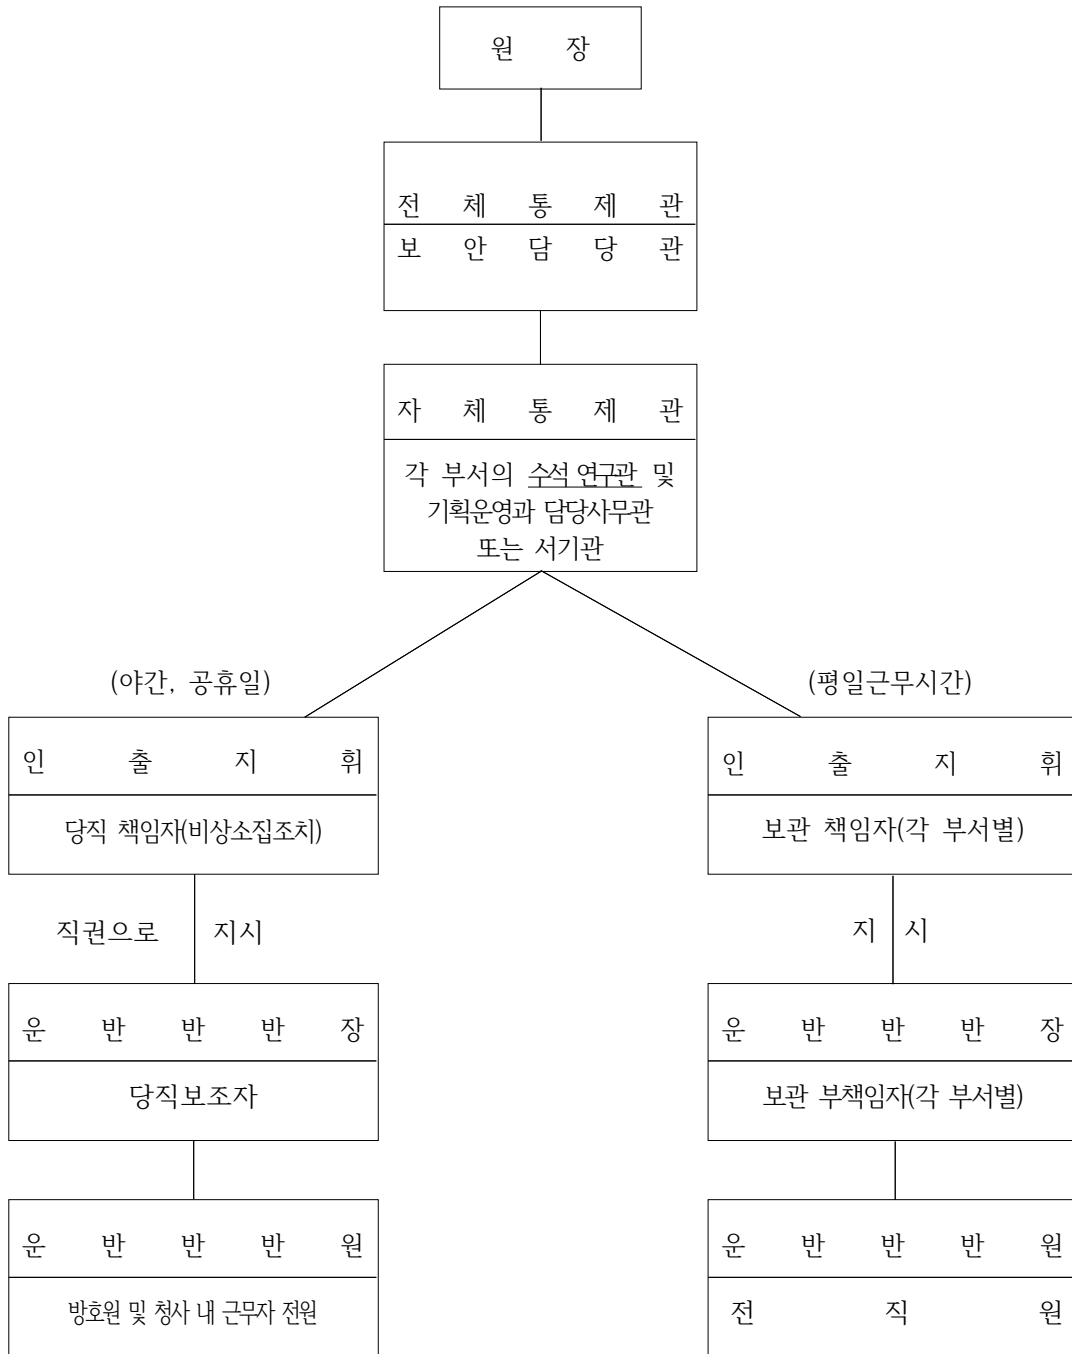 원 장
전 체 통 제 관
보 안 담 당 관
자 체 통 제 관
각 부서의 수석 연구관 및
기획운영과 담당사무관
또는 서기관
(야간, 공휴일)
(평일근무시간)
인 출 지 휘
당직 책임자(비상소집조치)
인 출 지 휘
보관 책임자(각 부서별)
직권으로 지시
지 시
운 반 반 반 장
당직보조자
운 반 반 반 장
보관 부책임자(각 부서별)
운 반 반 반 원
방호원 및 청사 내 근무자 전원
운 반 반 반 원
전 직 원